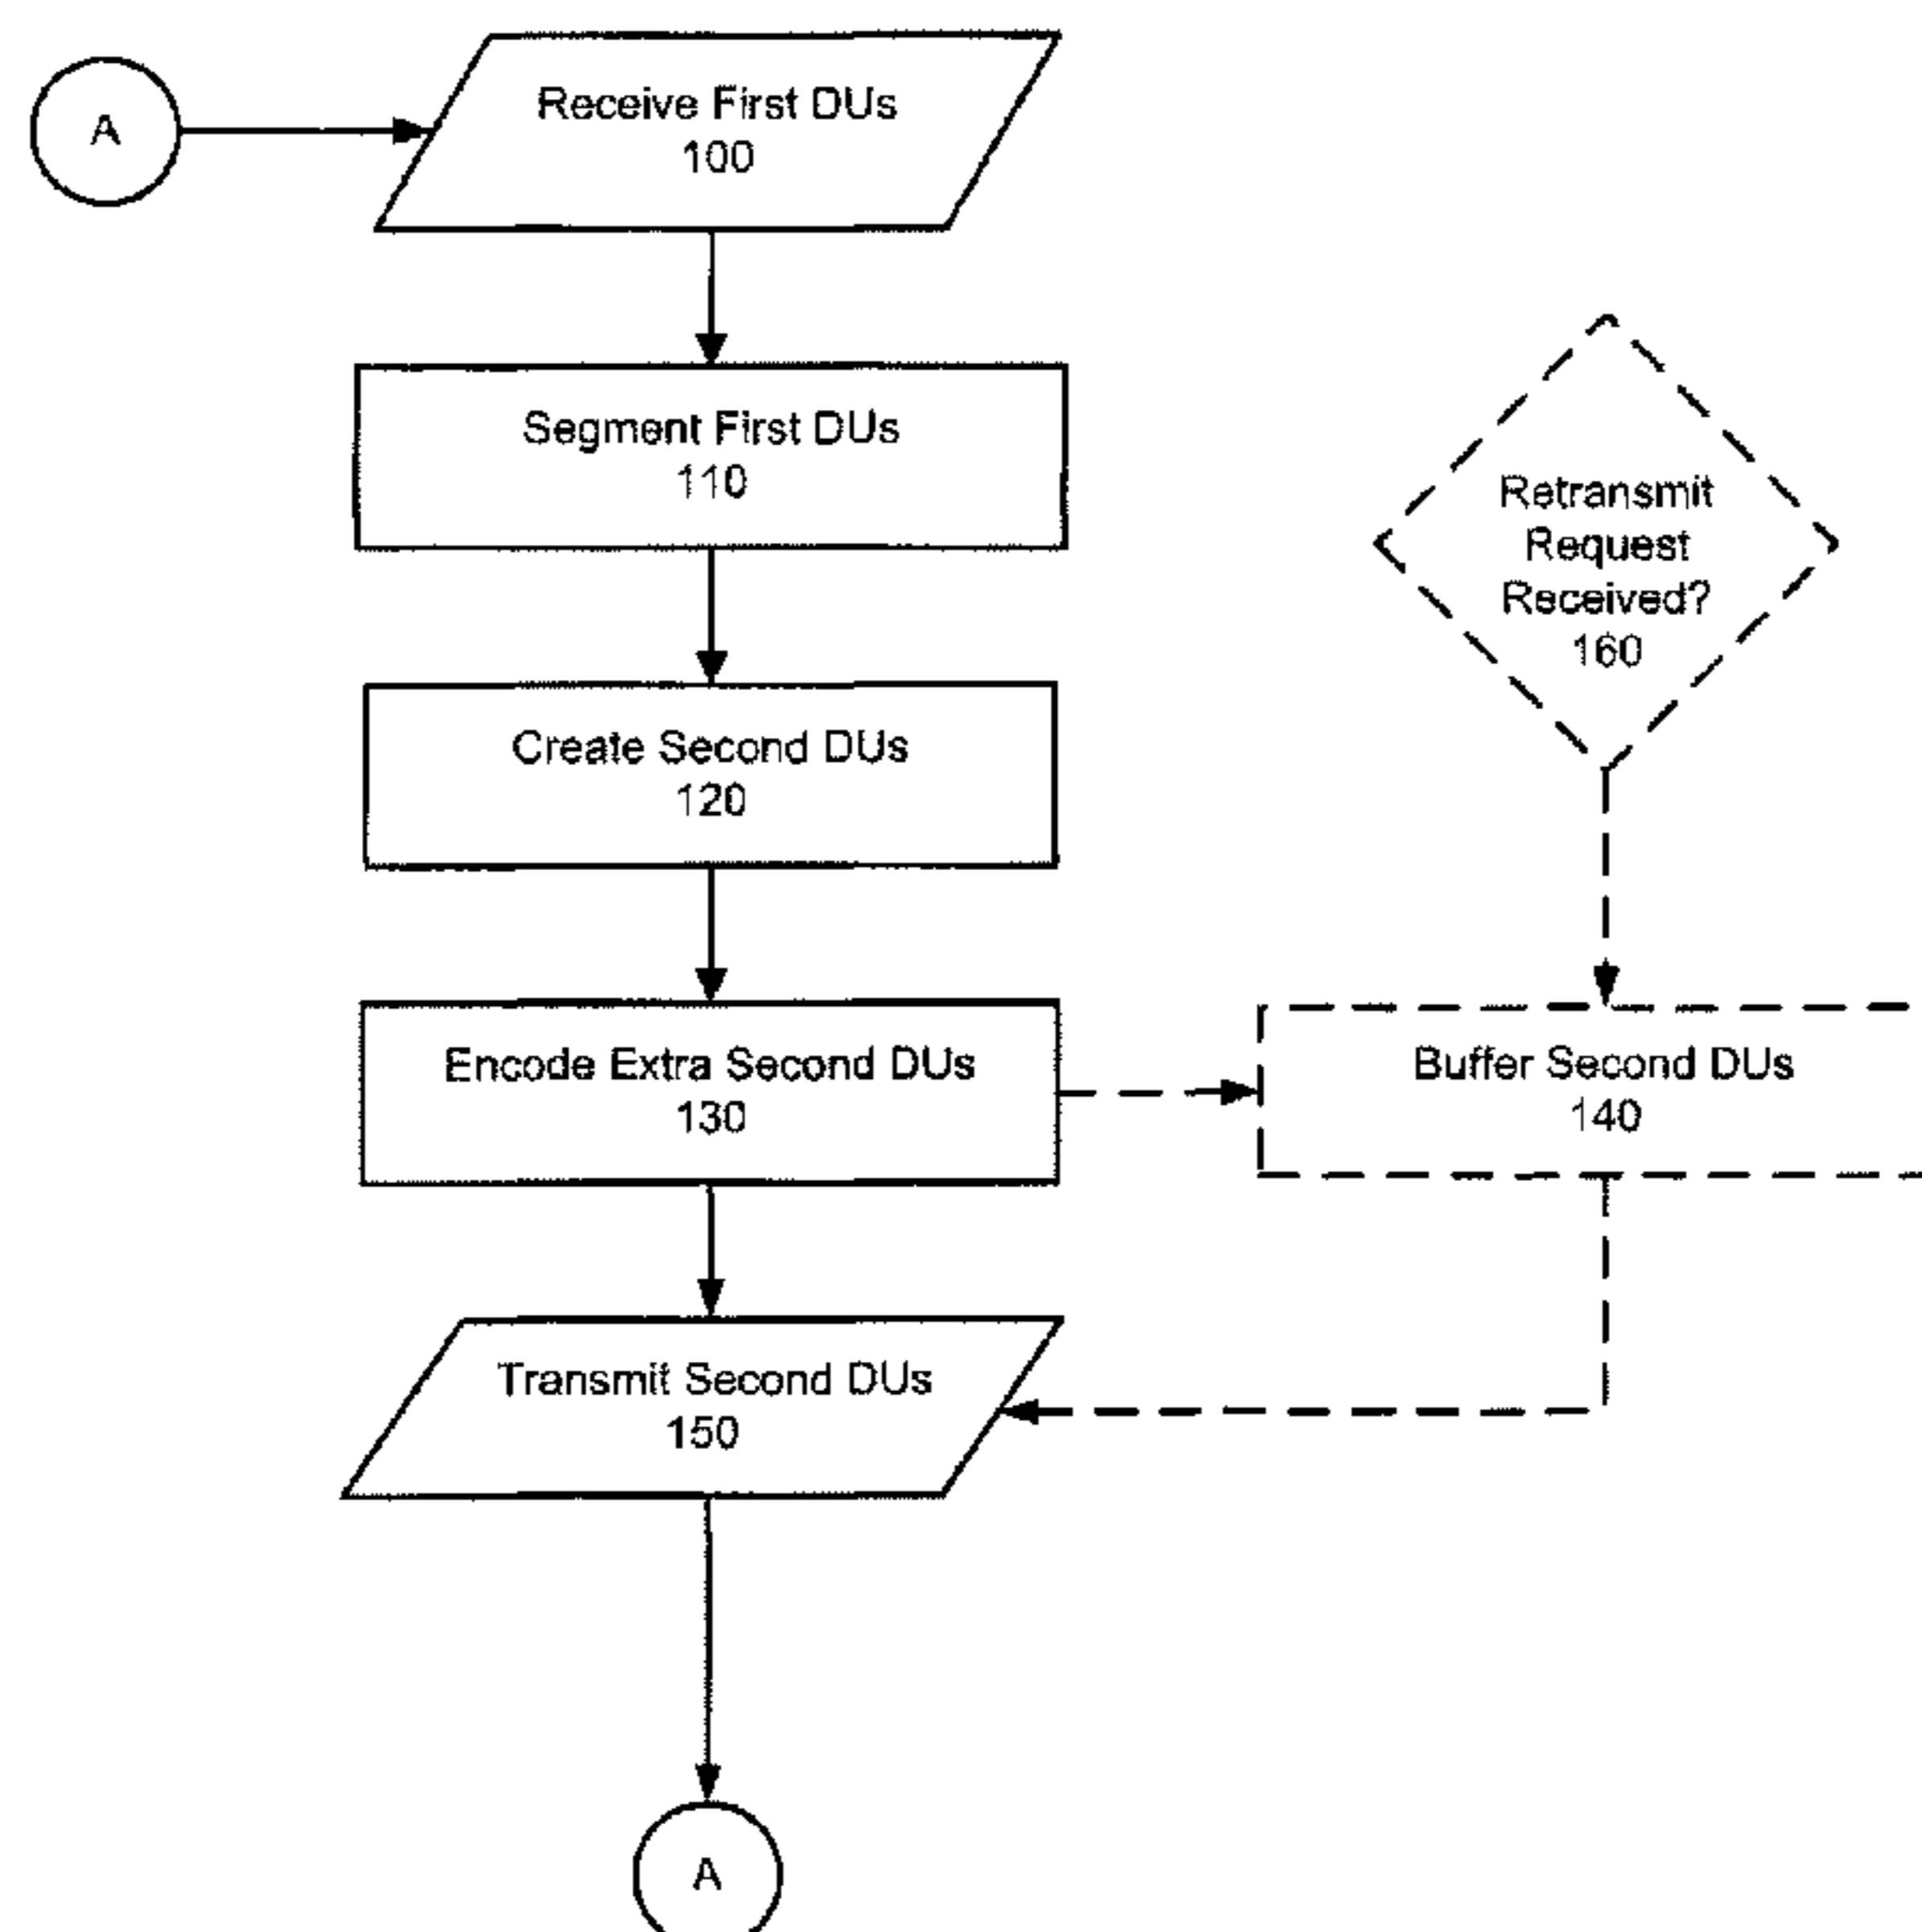 A
Receive First DUs
100
Segment First DUs
110
Retransmit
Request
Received?
160
Create Second DUs
120
Encode Extra Second DUs
130
Buffer Second DUs
140
Transmit Second DUs
150
A